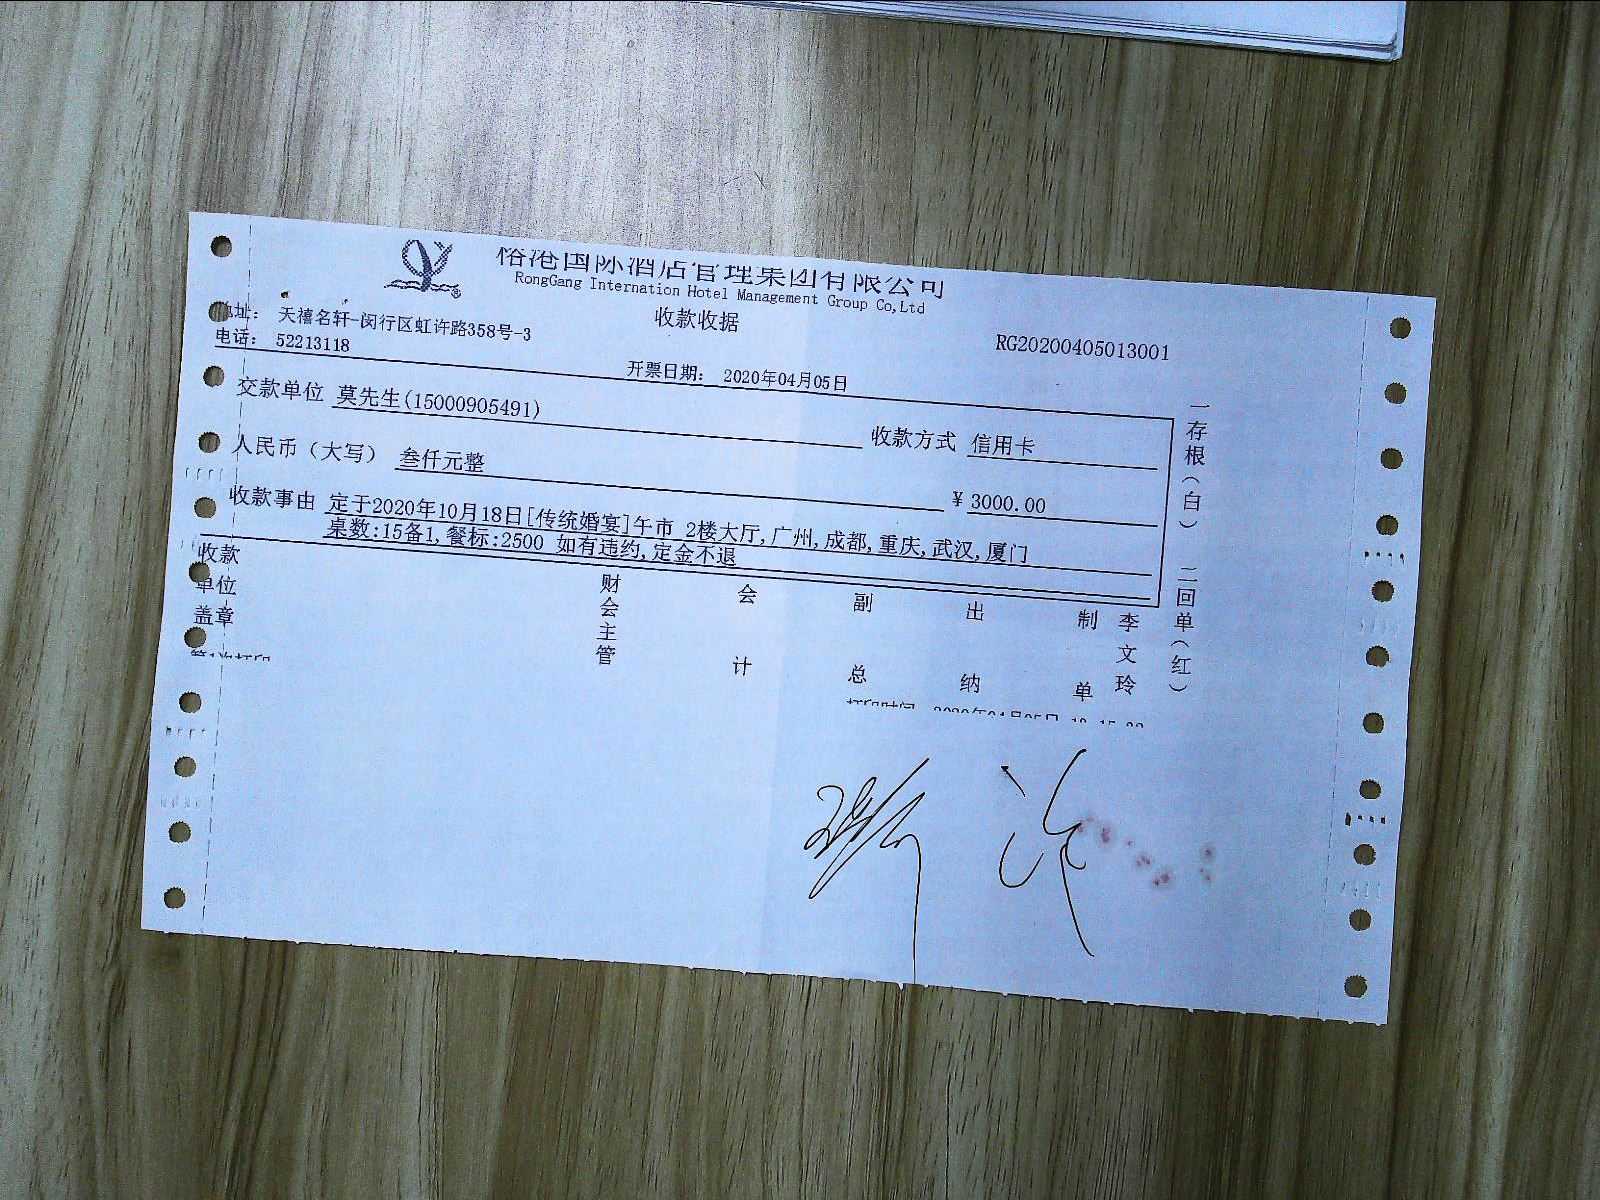 榕港国际酒店管理集团有限公司
RongGang Internation Hotel Management Group Co,Ltd
收款收据
地址： 天禧名轩-闵行区虹许路358号-3
RG20200405013001
电话： 52213118
开票日期： 2020年04月05日
交款单位 莫先生(15000905491)
收款方式 信用卡
人民币（大写） 叁仟元整
¥ 3000.00
收款事由 定于2020年10月18日[传统婚宴]午市 2楼大厅,广州,成都,重庆,武汉,厦门
桌数:15备1,餐标:2500 如有违约,定金不退
一存根（白） 二回单（红）
收款单位盖章
财会主管
会计
副总
出纳
制单
李文玲
打印时间